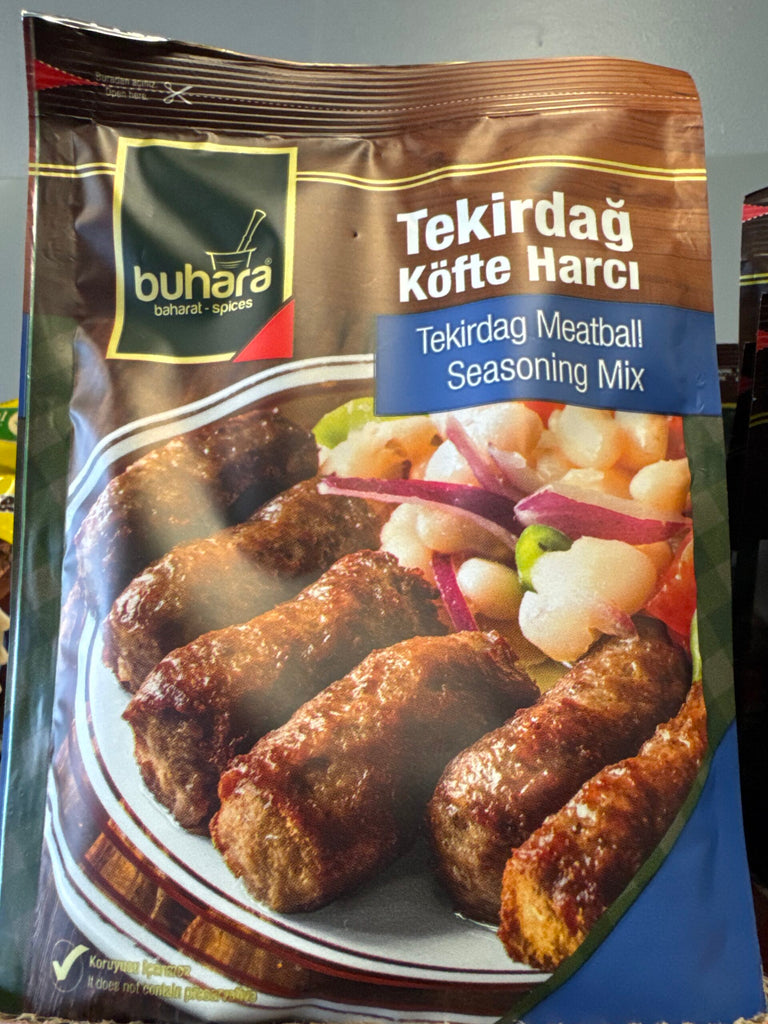 Buradan açınız
Open here
buhara®
baharat - spices
Tekirdağ
Köfte Harcı
Tekirdag Meatball
Seasoning Mix
Koruyucu İçermez
It does not contain preservative